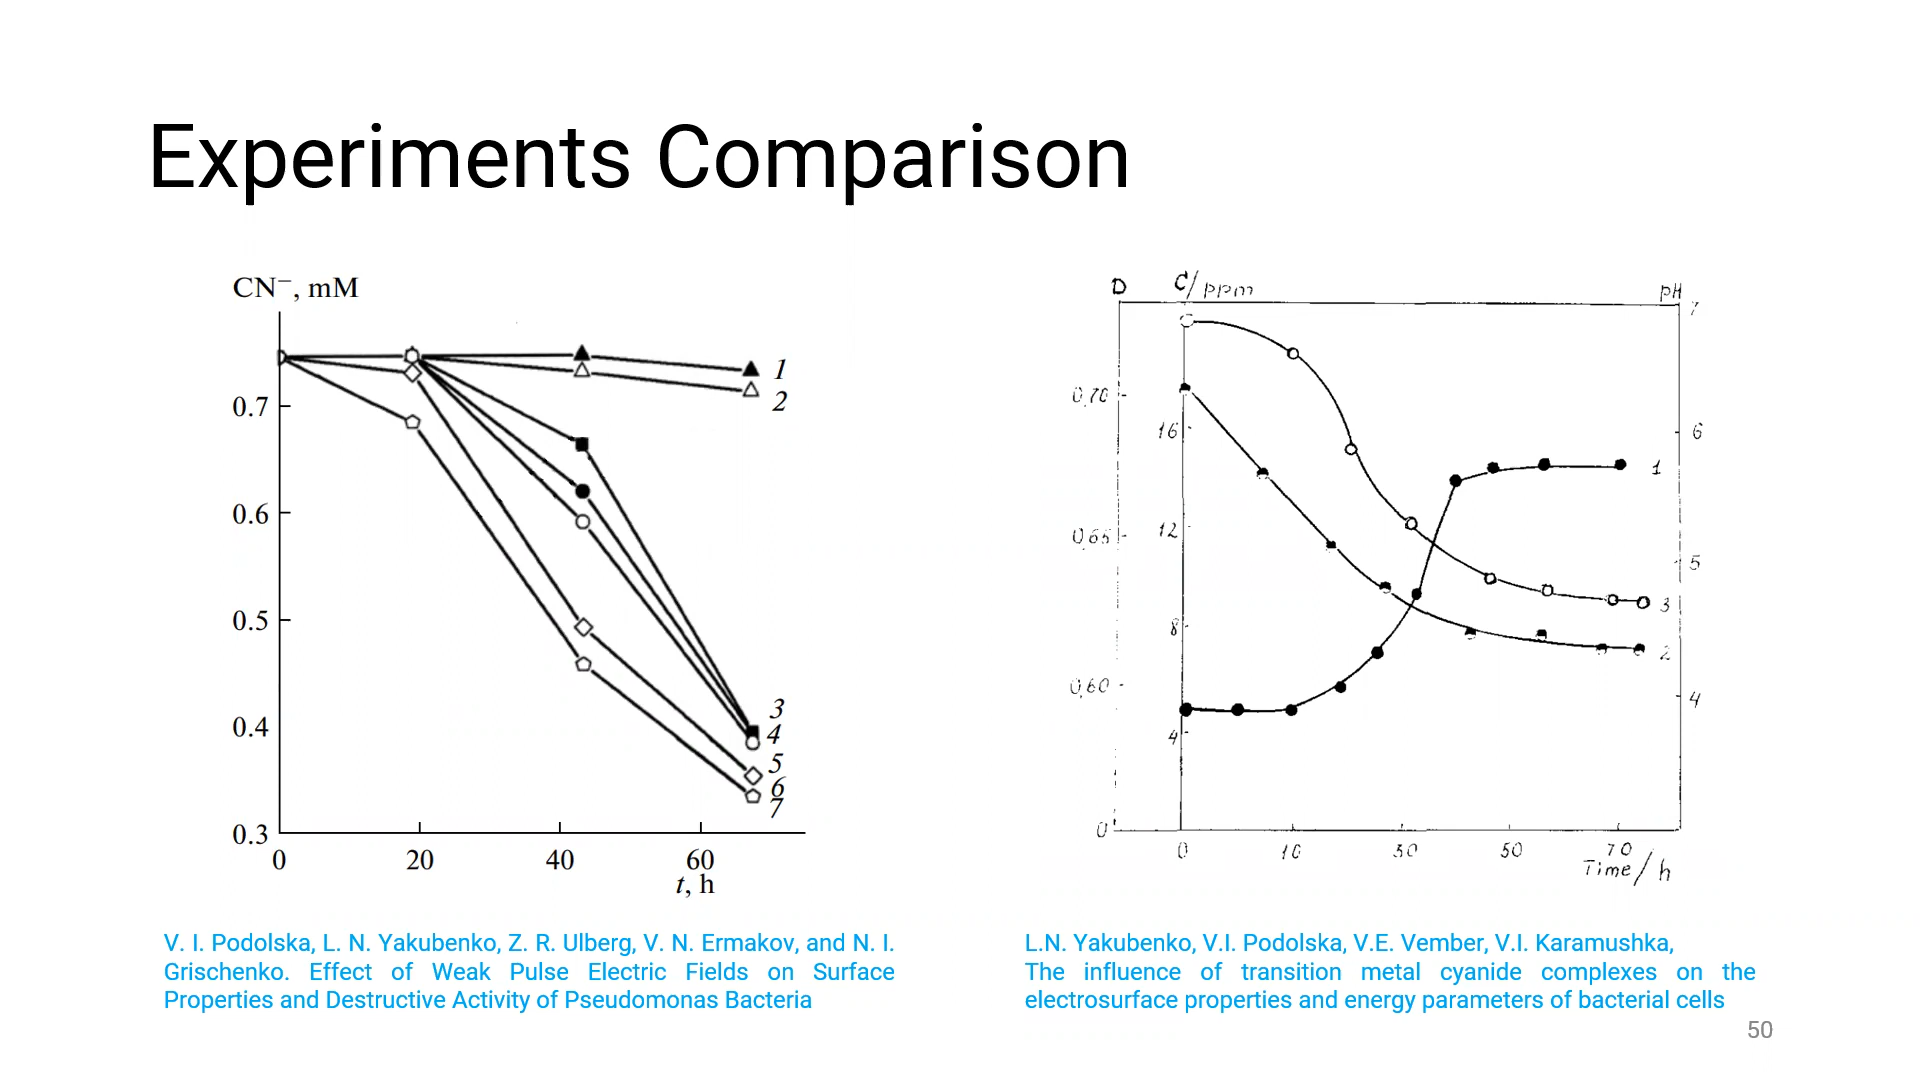 Experiments Comparison
CN⁻, mM
0.7
0.6
0.5
0.4
0.3
0 20 40 60
t, h
1
2
3
4
5
6
7
D C/ppm pH
7
0,70
16
6
0,65
12
5
8
0,60
4
4
0
1
3
2
0 10 30 50 70
Time/h
V. I. Podolska, L. N. Yakubenko, Z. R. Ulberg, V. N. Ermakov, and N. I.
Grischenko. Effect of Weak Pulse Electric Fields on Surface
Properties and Destructive Activity of Pseudomonas Bacteria
L.N. Yakubenko, V.I. Podolska, V.E. Vember, V.I. Karamushka,
The influence of transition metal cyanide complexes on the
electrosurface properties and energy parameters of bacterial cells
50